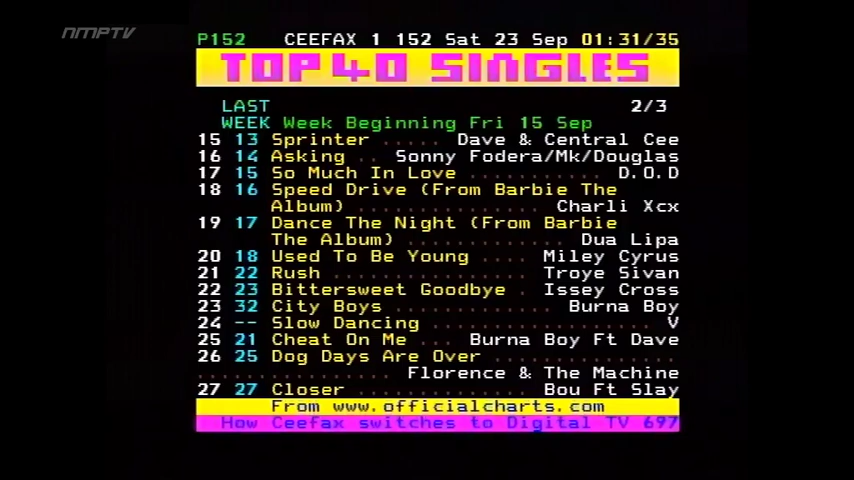 NMPTV
P152 CEEFAX 1 152 Sat 23 Sep 01:31/35
TOP 40 SINGLES
LAST 2/3
WEEK Week Beginning Fri 15 Sep
15 13 Sprinter ..... Dave & Central Cee
16 14 Asking .. Sonny Fodera/Mk/Douglas
17 15 So Much In Love ........... D.O.D
18 16 Speed Drive (From Barbie The
Album) ................ Charli Xcx
19 17 Dance The Night (From Barbie
The Album) ............. Dua Lipa
20 18 Used To Be Young .... Miley Cyrus
21 22 Rush ................ Troye Sivan
22 23 Bittersweet Goodbye . Issey Cross
23 32 City Boys ............ Burna Boy
24 -- Slow Dancing .................... V
25 21 Cheat On Me ... Burna Boy Ft Dave
26 25 Dog Days Are Over ................
................ Florence & The Machine
27 27 Closer .............. Bou Ft Slay
From www.officialcharts.com
How Ceefax switches to Digital TV 697